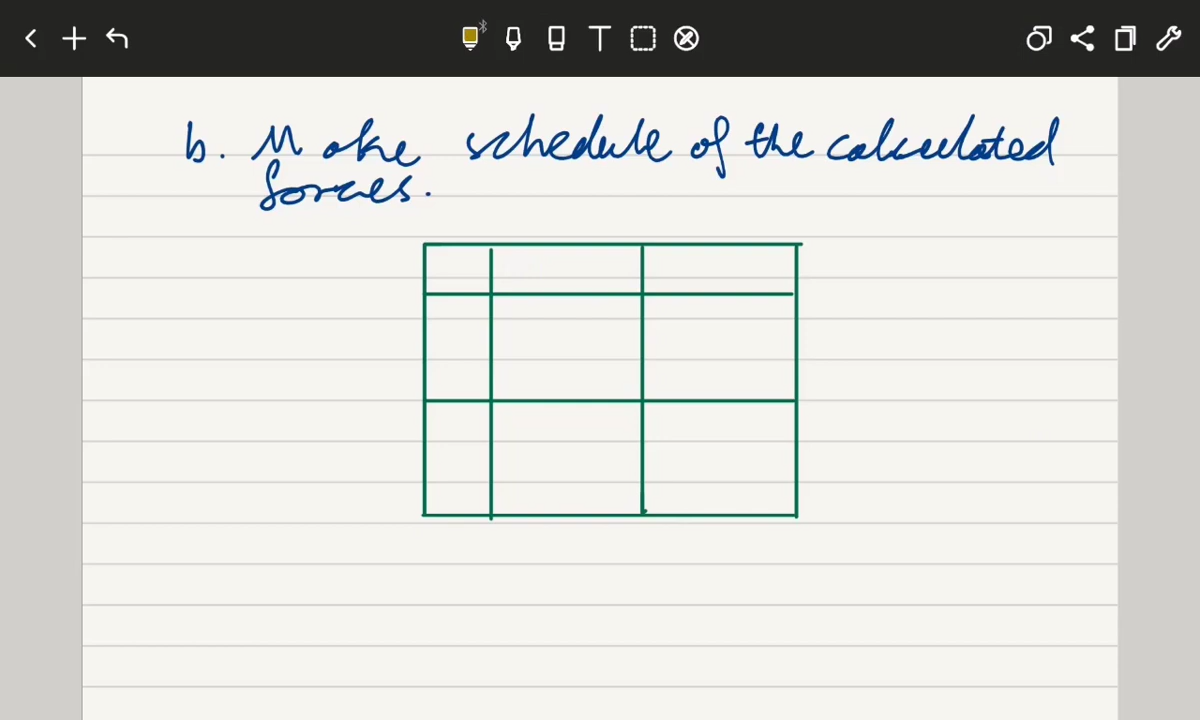 b. Make schedule of the calculated
forces.